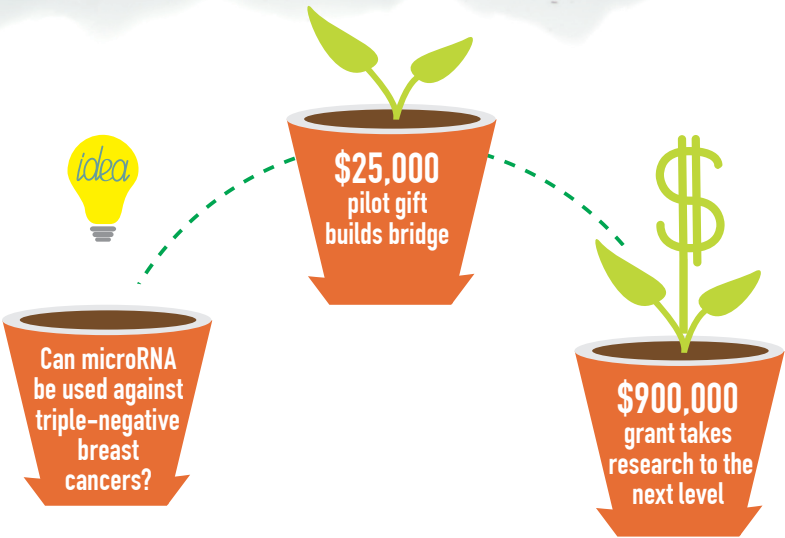 idea
Can microRNA
be used against
triple-negative
breast
cancers?
$25,000
pilot gift
builds bridge
$
$900,000
grant takes
research to the
next level